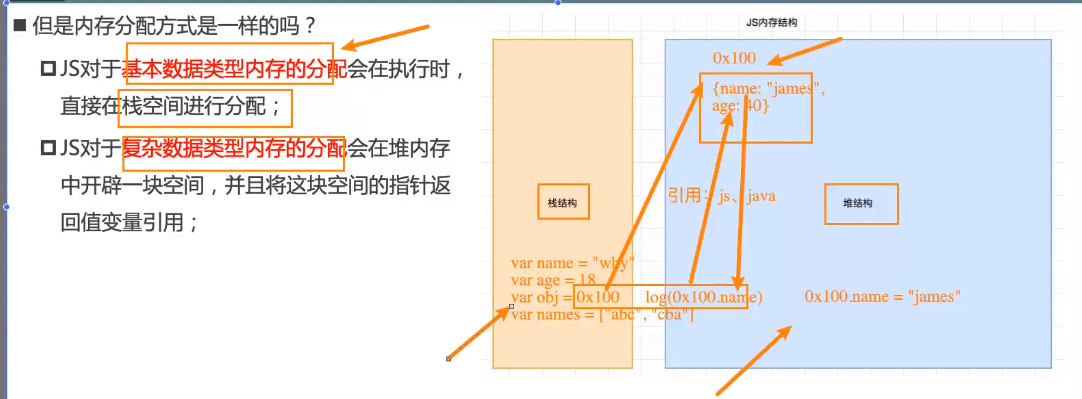 但是内存分配方式是一样的吗？
JS对于基本数据类型内存的分配会在执行时，
直接在栈空间进行分配；
JS对于复杂数据类型内存的分配会在堆内存
中开辟一块空间，并且将这块空间的指针返
回值变量引用；
JS内存结构
0x100
{name: "james",
age: 40}
引用：js、java
栈结构
堆结构
var name = "why"
var age = 18
var obj = 0x100
log(0x100.name)
0x100.name = "james"
var names = ["abc", "cba"]